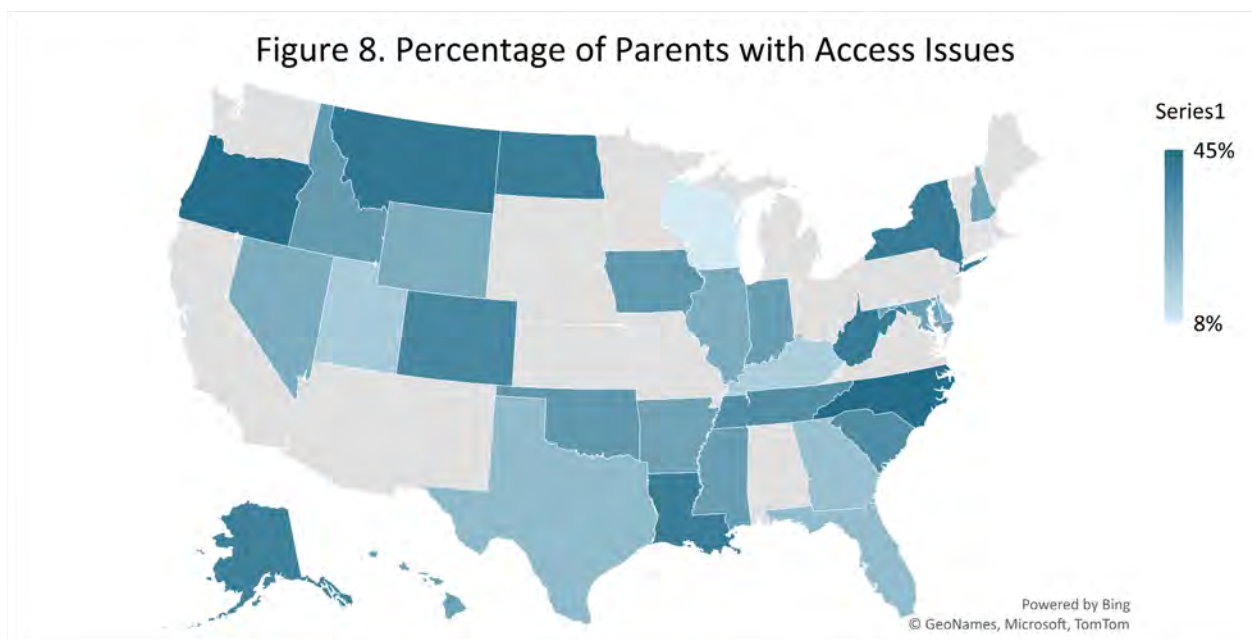 Figure 8. Percentage of Parents with Access Issues
Series1
45%
8%
Powered by Bing
© GeoNames, Microsoft, TomTom